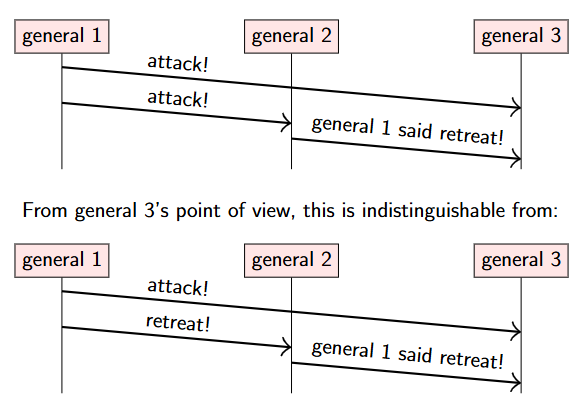 general 1 general 2 general 3
attack!
attack!
general 1 said retreat!
From general 3's point of view, this is indistinguishable from:
general 1 general 2 general 3
attack!
retreat!
general 1 said retreat!